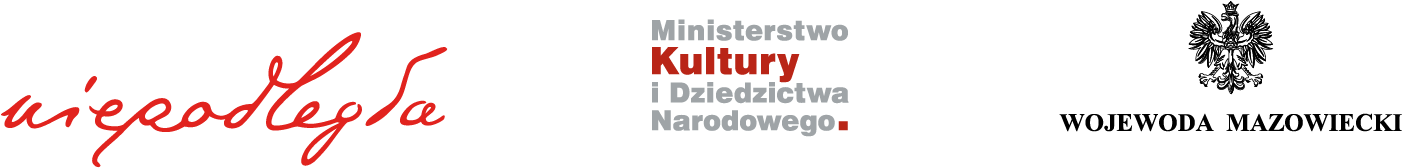 niepodległa
Ministerstwo
Kultury
i Dziedzictwa
Narodowego.
WOJEWODA MAZOWIECKI